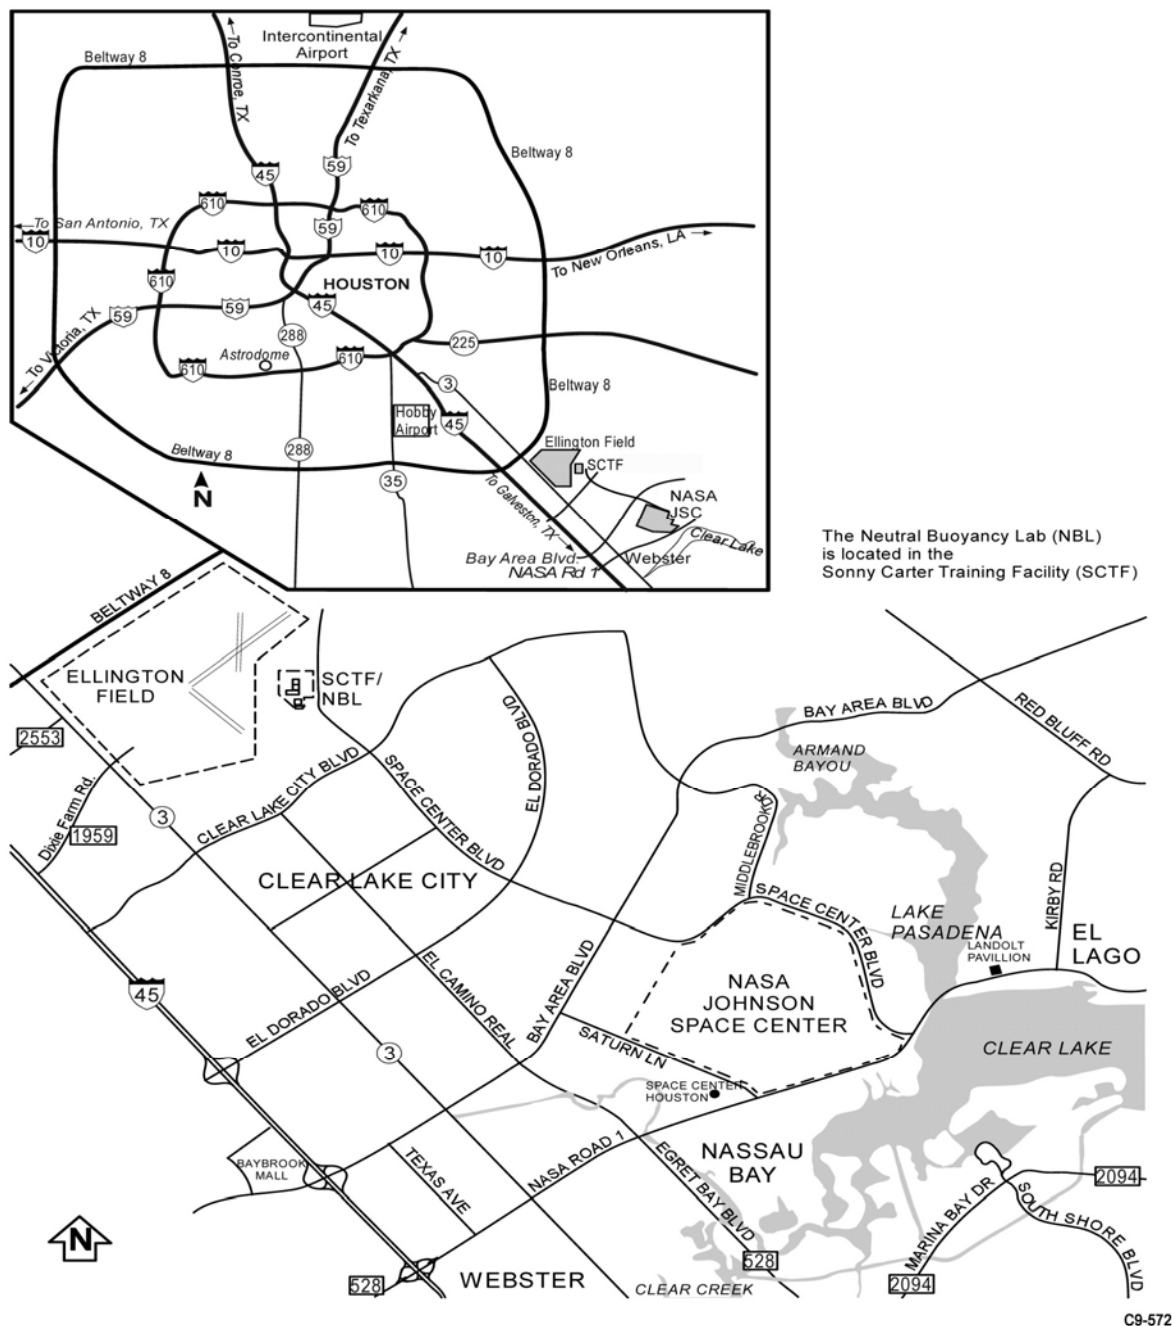 Intercontinental
Airport
Beltway 8
To Conroe, TX
To Texarkana, TX
Beltway 8
45
59
610
610
59
To San Antonio, TX
10
10
10
10
To New Orleans, LA
610
HOUSTON
45
59
59
288
225
To Victoria, TX
Astrodome
610
610
3
Beltway 8
Hobby
Airport
45
Ellington Field
SCTF
Beltway 8
288
35
N
To Galveston, TX
NASA
JSC
Clear Lake
Bay Area Blvd.
Webster
NASA Rd 1
The Neutral Buoyancy Lab (NBL)
is located in the
Sonny Carter Training Facility (SCTF)
BELTWAY 8
ELLINGTON
FIELD
SCTF/
NBL
2553
Dixie Farm Rd.
1959
3
CLEAR LAKE CITY BLVD
SPACE CENTER BLVD
EL DORADO BLVD
BAY AREA BLVD
RED BLUFF RD
ARMAND
BAYOU
MIDDLEBROOK DR
CLEAR LAKE CITY
SPACE CENTER BLVD
KIRBY RD
LAKE
PASADENA
LANDOLT
PAVILLION
EL
LAGO
45
EL DORADO BLVD
EL CAMINO REAL
BAY AREA BLVD
NASA
JOHNSON
SPACE CENTER
3
SATURN LN
CLEAR LAKE
SPACE CENTER
HOUSTON
BAYBROOK
MALL
TEXAS AVE
NASA ROAD 1
EGRET BAY BLVD
NASSAU
BAY
2094
MARINA BAY DR
SOUTH SHORE BLVD
N
528
WEBSTER
528
CLEAR CREEK
2094
C9-572